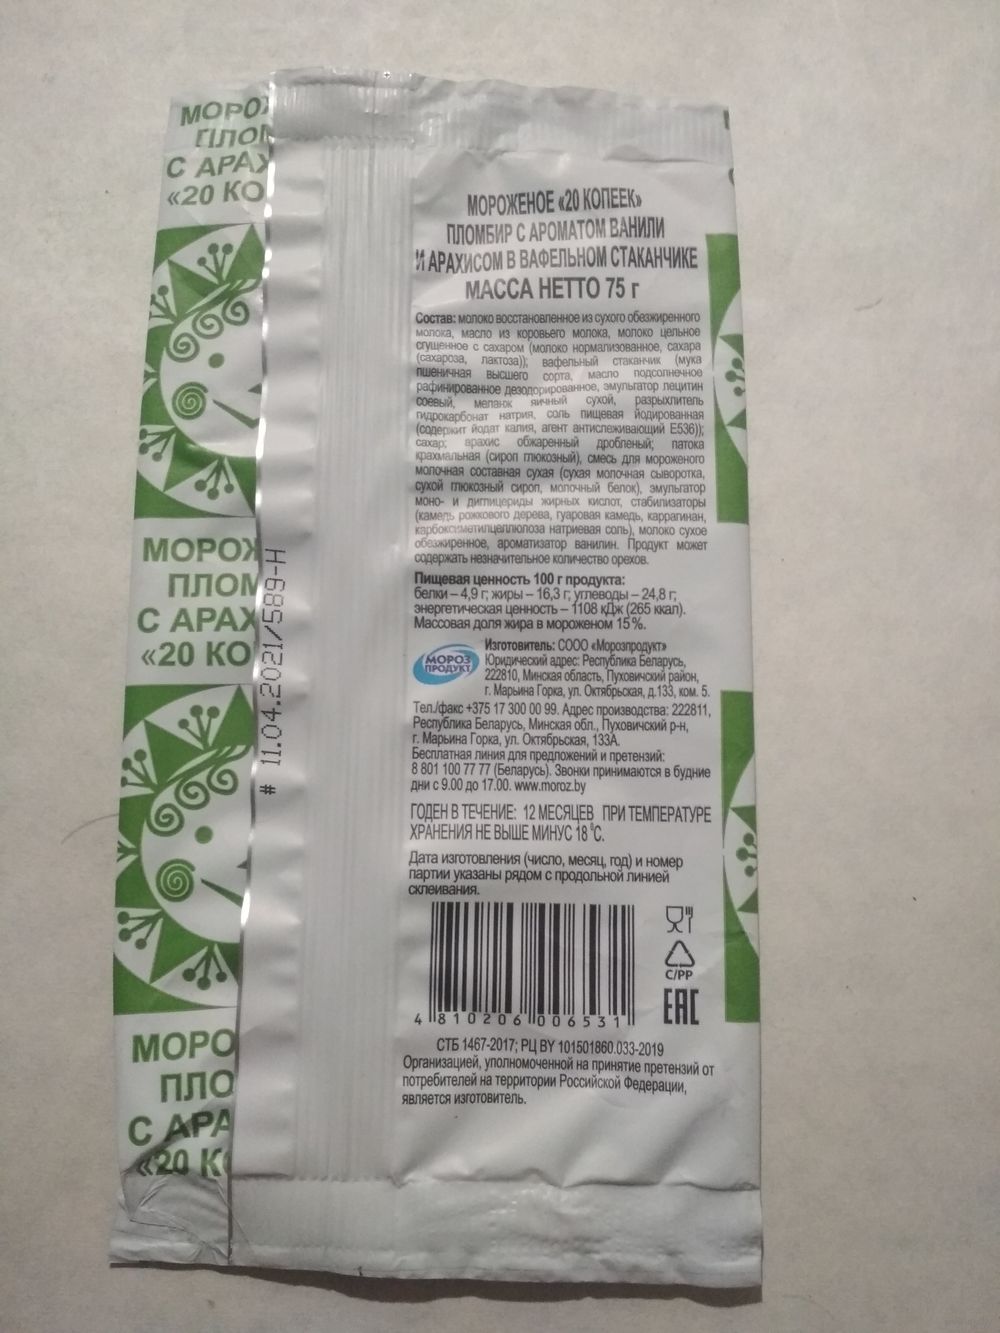 МОРОЖ
ПЛОМ
С АРАХ
«20 КО
МОРОЖЕНОЕ «20 КОПЕЕК»
ПЛОМБИР С АРОМАТОМ ВАНИЛИ
И АРАХИСОМ В ВАФЕЛЬНОМ СТАКАНЧИКЕ
МАССА НЕТТО 75 г
Состав: молоко восстановленное из сухого обезжиренного
молока, масло из коровьего молока, молоко цельное
сгущенное с сахаром (молоко нормализованное, сахара
(сахароза, лактоза)); вафельный стаканчик (мука
пшеничная высшего сорта, масло подсолнечное
рафинированное дезодорированное, эмульгатор лецитин
соевый, меланж яичный сухой, разрыхлитель
гидрокарбонат натрия, соль пищевая йодированная
(содержит йодат калия, агент антислеживающий Е536));
сахар; арахис обжаренный дробленый; патока
крахмальная (сироп глюкозный), смесь для мороженого
молочная составная сухая (сухая молочная сыворотка,
сухой глюкозный сироп, молочный белок), эмульгатор
моно- и диглицериды жирных кислот, стабилизаторы
(камедь рожкового дерева, гуаровая камедь, каррагинан,
карбоксиметилцеллюлоза натриевая соль), молоко сухое
обезжиренное, ароматизатор ванилин. Продукт может
содержать незначительное количество орехов.
Пищевая ценность 100 г продукта:
белки – 4,9 г; жиры – 16,3 г; углеводы – 24,8 г;
энергетическая ценность – 1108 кДж (265 ккал).
Массовая доля жира в мороженом 15%.
МОРОЗ
ПРОДУКТ
Изготовитель: СООО «Морозпродукт»
Юридический адрес: Республика Беларусь,
222810, Минская область, Пуховичский район,
г. Марьина Горка, ул. Октябрьская, д.133, ком. 5.
Тел./факс +375 17 300 00 99. Адрес производства: 222811,
Республика Беларусь, Минская обл., Пуховичский р-н,
г. Марьина Горка, ул. Октябрьская, 133А.
Бесплатная линия для предложений и претензий:
8 801 100 77 77 (Беларусь). Звонки принимаются в будние
дни с 9.00 до 17.00. www.moroz.by
ГОДЕН В ТЕЧЕНИЕ: 12 МЕСЯЦЕВ ПРИ ТЕМПЕРАТУРЕ
ХРАНЕНИЯ НЕ ВЫШЕ МИНУС 18 °С.
Дата изготовления (число, месяц, год) и номер
партии указаны рядом с продольной линией
склеивания.
4 810206 006531
C/PP
EAC
СТБ 1467-2017; РЦ BY 101501860.033-2019
Организацией, уполномоченной на принятие претензий от
потребителей на территории Российской Федерации,
является изготовитель.
# 11.04.2021/589-Н
МОРОЖ
ПЛОМ
С АРАХ
«20 КО
МОРО
ПЛО
С АРА
«20 К